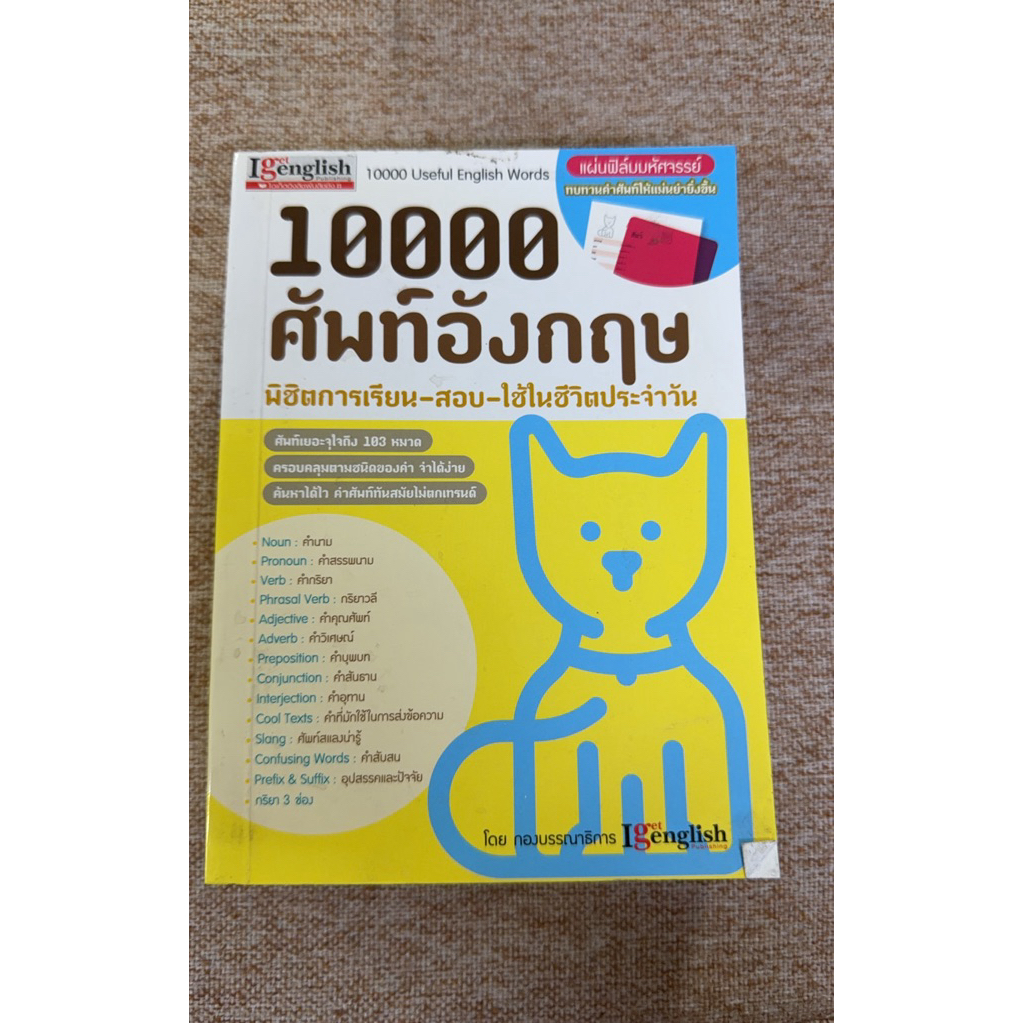 Iget english
Publishing
10000 Useful English Words
แผ่นฟิล์มมหัศจรรย์
ทบทวนคำศัพท์ให้แม่นยำยิ่งขึ้น
10000
ศัพท์อังกฤษ
พิชิตการเรียน-สอบ-ใช้ในชีวิตประจำวัน
ศัพท์เยอะจุใจถึง 103 หมวด
ครอบคลุมตามชนิดของคำ จำได้ง่าย
ค้นหาได้ไว คำศัพท์ทันสมัยไม่ตกเทรนด์
• Noun : คำนาม
• Pronoun : คำสรรพนาม
• Verb : คำกริยา
• Phrasal Verb : กริยาวลี
• Adjective : คำคุณศัพท์
• Adverb : คำวิเศษณ์
• Preposition : คำบุพบท
• Conjunction : คำสันธาน
• Interjection : คำอุทาน
• Cool Texts : คำที่มักใช้ในการส่งข้อความ
• Slang : ศัพท์สแลงน่ารู้
• Confusing Words : คำสับสน
• Prefix & Suffix : อุปสรรคและปัจจัย
• กริยา 3 ช่อง
โดย กองบรรณาธิการ Iget english
Publishing